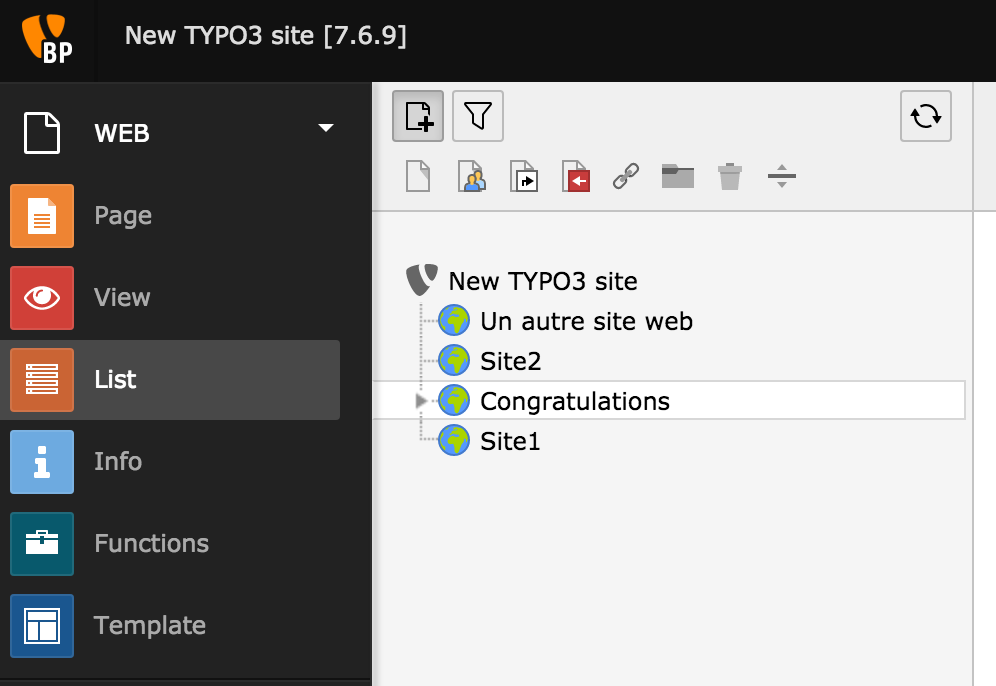 BP
New TYPO3 site [7.6.9]
WEB
Page
View
List
Info
Functions
Template
New TYPO3 site
Un autre site web
Site2
Congratulations
Site1